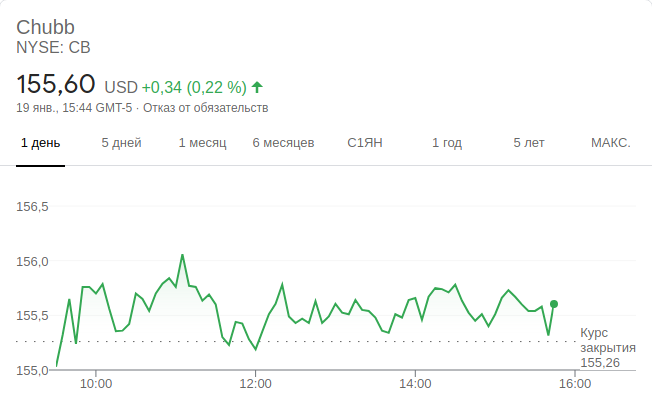 Chubb
NYSE: CB
155,60 USD +0,34 (0,22 %)
19 янв., 15:44 GMT-5 · Отказ от обязательств
1 день 5 дней 1 месяц 6 месяцев С1ЯН 1 год 5 лет МАКС.
156,5
156,0
155,5
Курс
закрытия
155,26
155,0
10:00 12:00 14:00 16:00